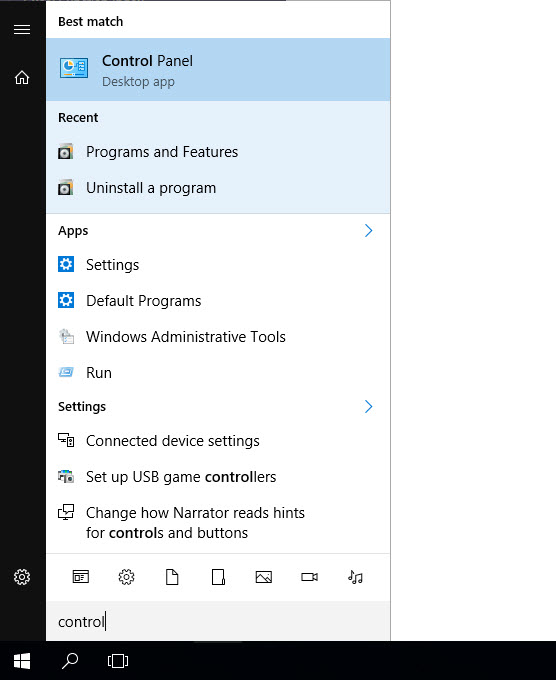 Best match
Control Panel
Desktop app
Recent
Programs and Features
Uninstall a program
Apps
Settings
Default Programs
Windows Administrative Tools
Run
Settings
Connected device settings
Set up USB game controllers
Change how Narrator reads hints
for controls and buttons
control